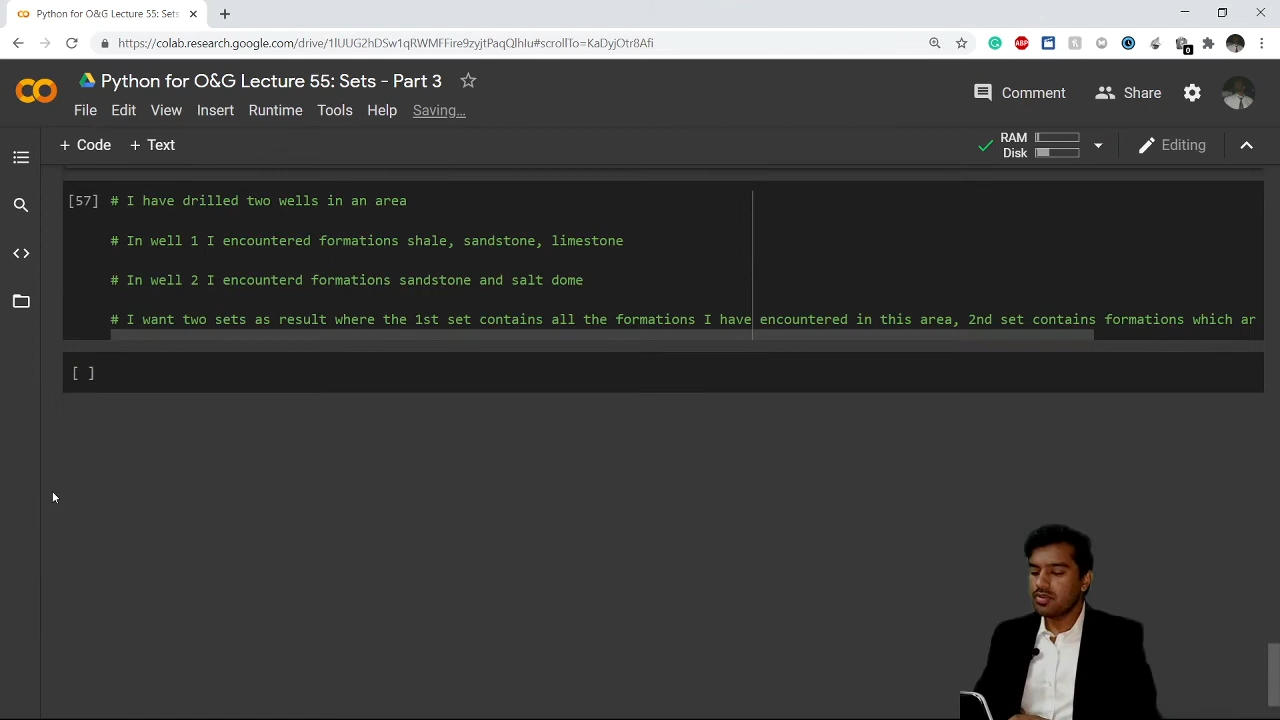 Python for O&G Lecture 55: Sets
https://colab.research.google.com/drive/
ABP
0
Python for O&G Lecture 55: Sets - Part 3
Comment
Share
File Edit View Insert Runtime Tools Help Saving...
+ Code + Text
RAM
Disk
Editing
[57] # I have drilled two wells in an area
# In well 1 I encountered formations shale, sandstone, limestone
# In well 2 I encounterd formations sandstone and salt dome
# I want two sets as result where the 1st set contains all the formations I have encountered in this area, 2nd set contains formations which ar
[ ]